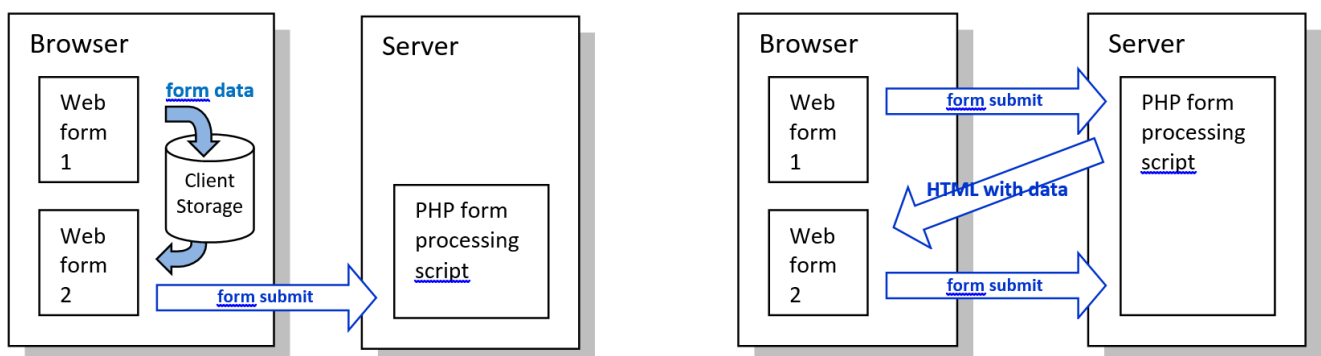 Browser
Web
form
1
form data
Client
Storage
Web
form
2
form submit
Server
PHP form
processing
script
Browser
Web
form
1
form submit
HTML with data
Web
form
2
form submit
Server
PHP form
processing
script